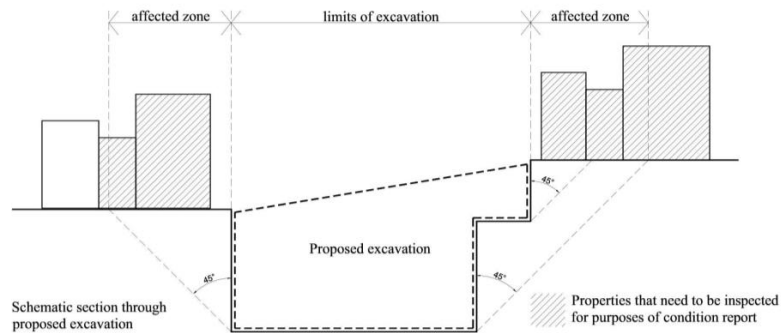 affected zone
limits of excavation
affected zone
45°
Proposed excavation
45°
45°
Schematic section through
proposed excavation
Properties that need to be inspected
for purposes of condition report